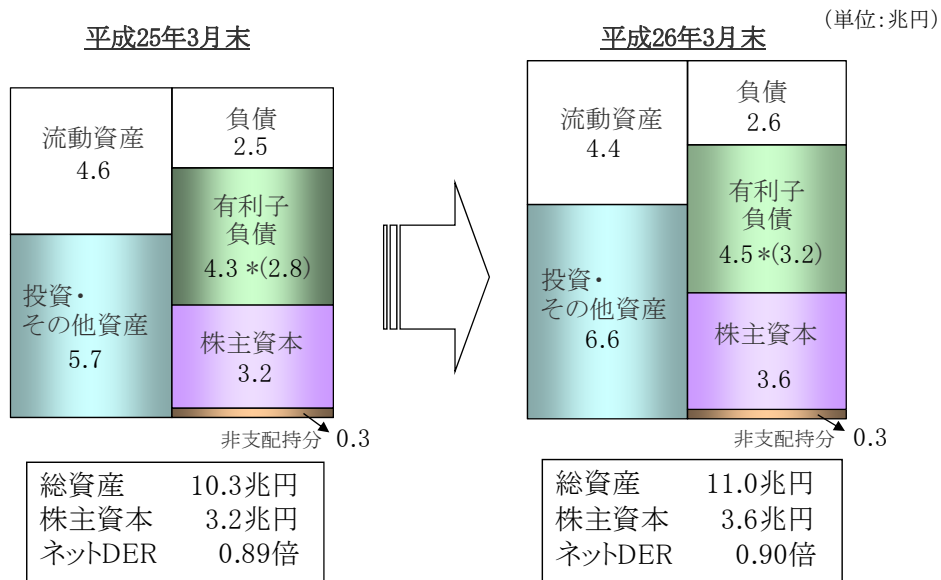 (単位:兆円)
平成25年3月末
流動資産
4.6
投資・
その他資産
5.7
負債
2.5
有利子
負債
4.3 *(2.8)
株主資本
3.2
非支配持分 0.3
総資産 10.3兆円
株主資本 3.2兆円
ネットDER 0.89倍
平成26年3月末
流動資産
4.4
投資・
その他資産
6.6
負債
2.6
有利子
負債
4.5 *(3.2)
株主資本
3.6
非支配持分 0.3
総資産 11.0兆円
株主資本 3.6兆円
ネットDER 0.90倍